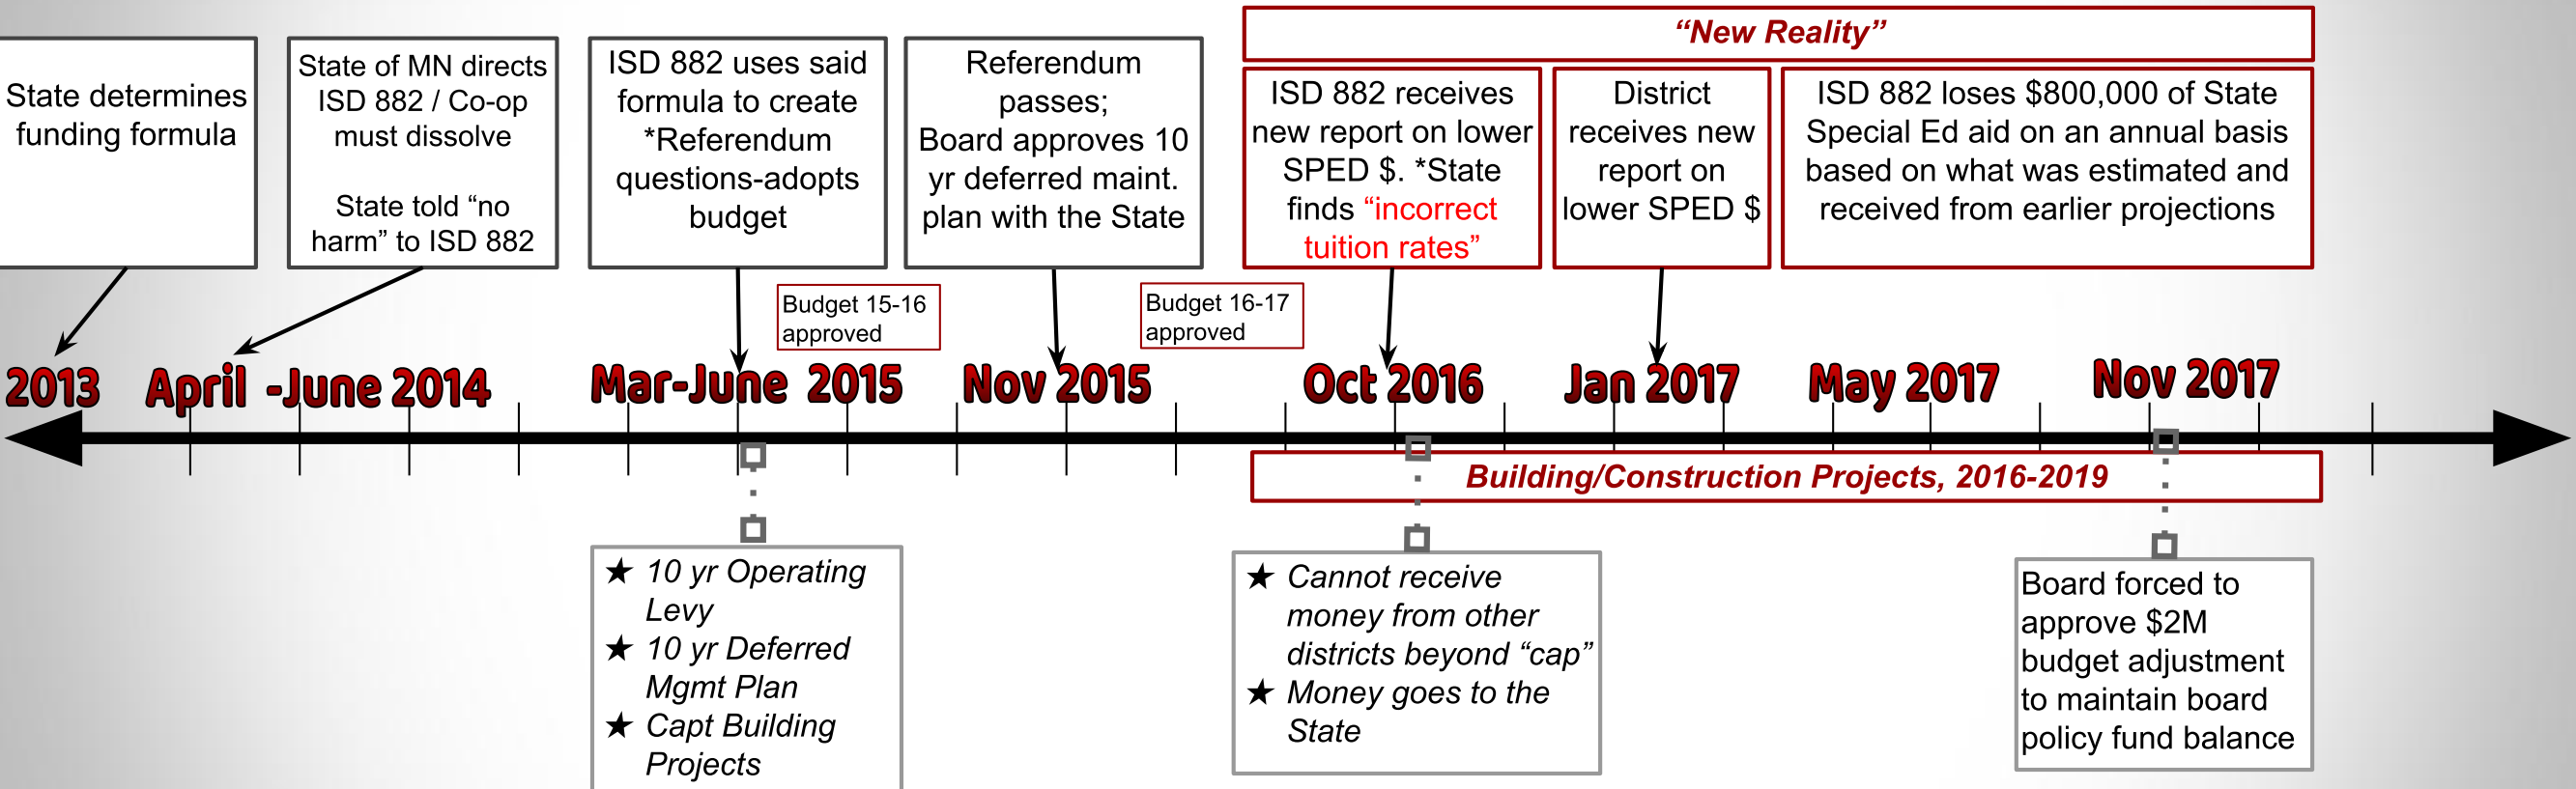 “New Reality”
State determines
funding formula
State of MN directs
ISD 882 / Co-op
must dissolve
State told “no
harm” to ISD 882
ISD 882 uses said
formula to create
*Referendum
questions-adopts
budget
Referendum
passes;
Board approves 10
yr deferred maint.
plan with the State
ISD 882 receives
new report on lower
SPED $. *State
finds “incorrect
tuition rates”
District
receives new
report on
lower SPED $
ISD 882 loses $800,000 of State
Special Ed aid on an annual basis
based on what was estimated and
received from earlier projections
Budget 15-16
approved
Budget 16-17
approved
2013
April -June 2014
Mar-June 2015
Nov 2015
Oct 2016
Jan 2017
May 2017
Nov 2017
Building/Construction Projects, 2016-2019
★ 10 yr Operating
Levy
★ 10 yr Deferred
Mgmt Plan
★ Capt Building
Projects
★ Cannot receive
money from other
districts beyond “cap”
★ Money goes to the
State
Board forced to
approve $2M
budget adjustment
to maintain board
policy fund balance